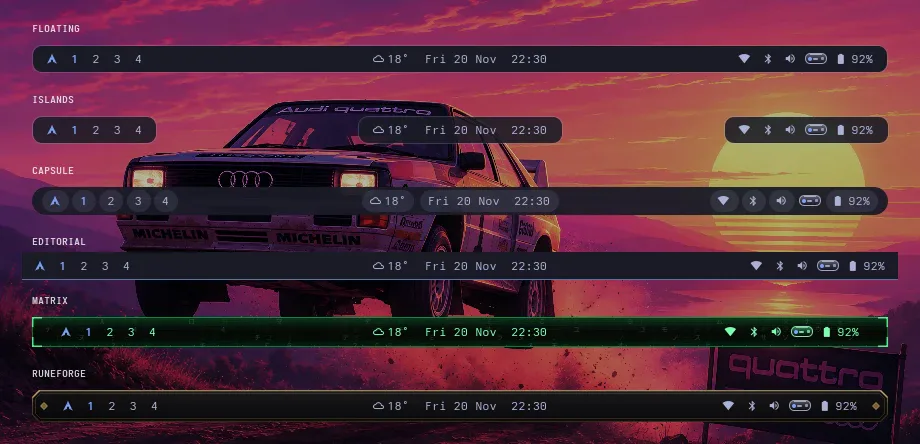 FLOATING
1 2 3 4 18° Fri 20 Nov 22:30 92%
ISLANDS
Audi quattro
1 2 3 4 18° Fri 20 Nov 22:30 92%
CAPSULE
1 2 3 4 18° Fri 20 Nov 22:30 92%
MICHELIN MICHELIN
EDITORIAL
1 2 3 4 18° Fri 20 Nov 22:30 92%
MATRIX
1 2 3 4 18° Fri 20 Nov 22:30 92%
quattro
RUNEFORGE
1 2 3 4 18° Fri 20 Nov 22:30 92%